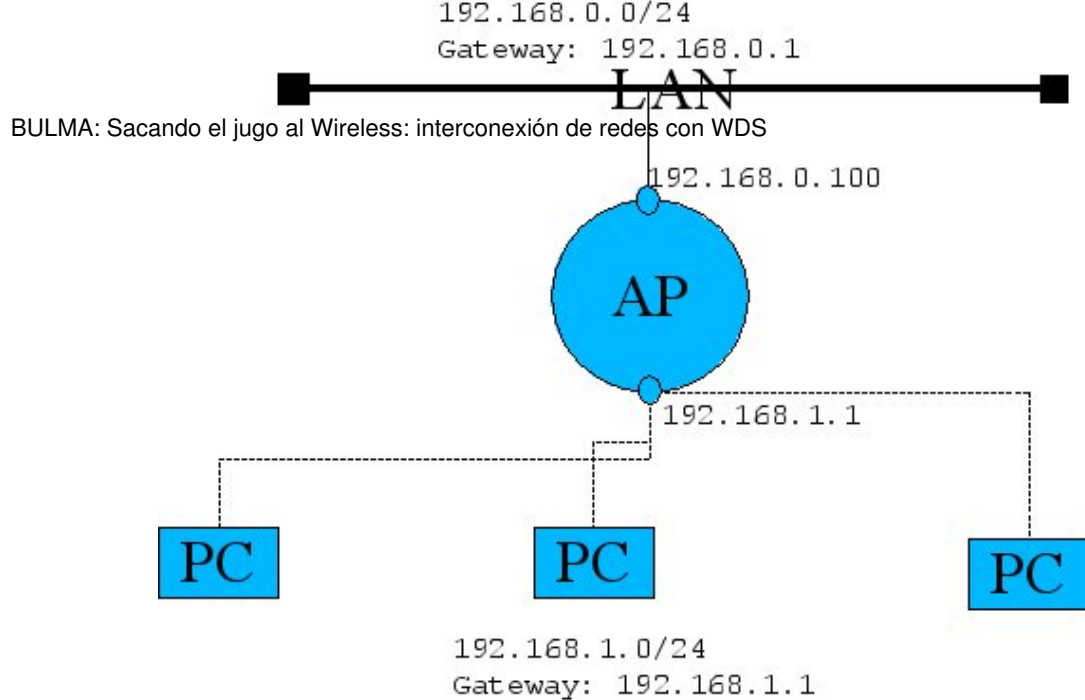 192.168.0.0/24
Gateway: 192.168.0.1
LAN
BULMA: Sacando el jugo al Wireless: interconexión de redes con WDS
192.168.0.100
AP
192.168.1.1
PC PC PC
192.168.1.0/24
Gateway: 192.168.1.1